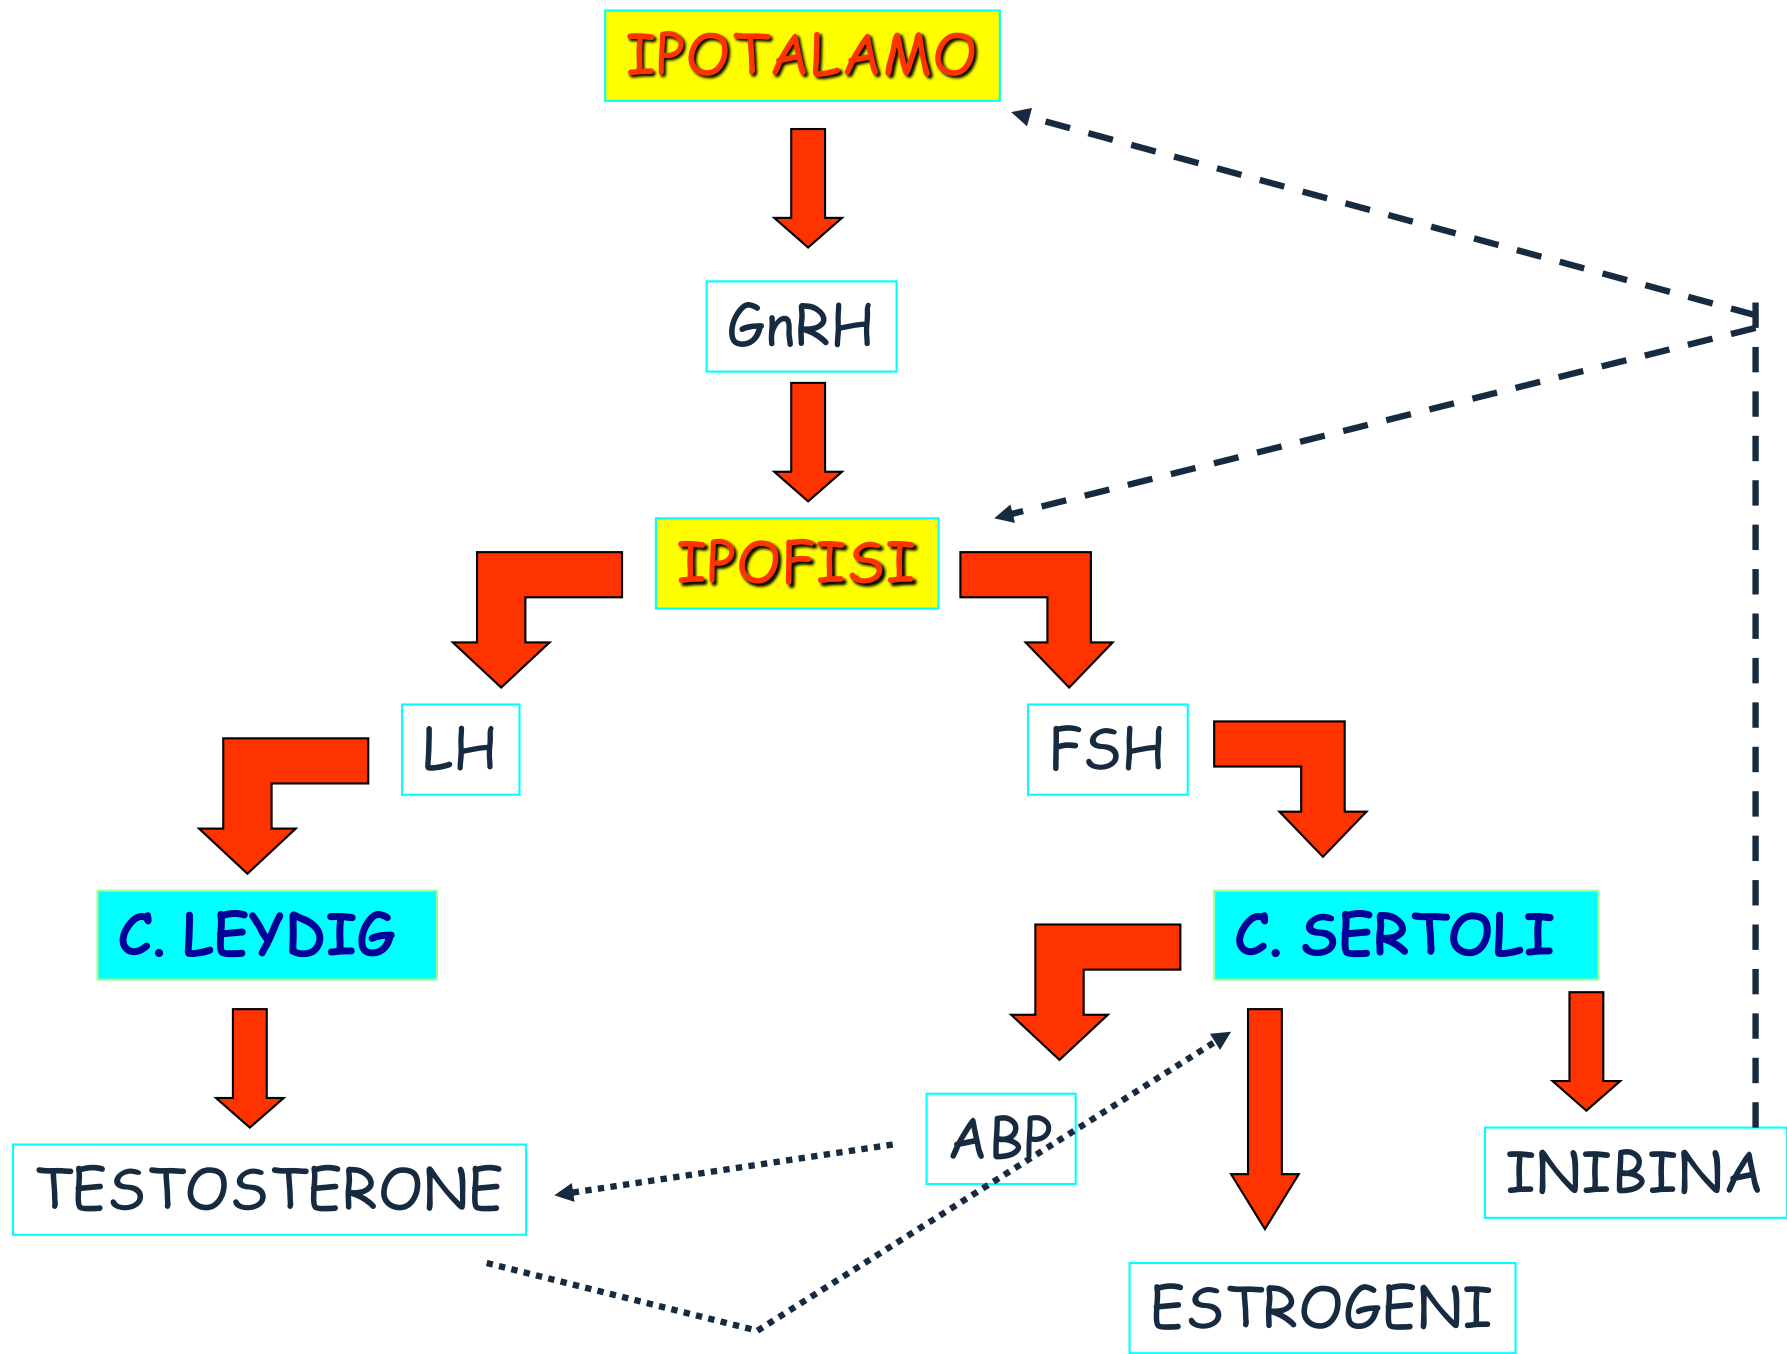 IPOTALAMO
GnRH
IPOFISI
LH
FSH
C. LEYDIG
C. SERTOLI
ABP
TESTOSTERONE
INIBINA
ESTROGENI